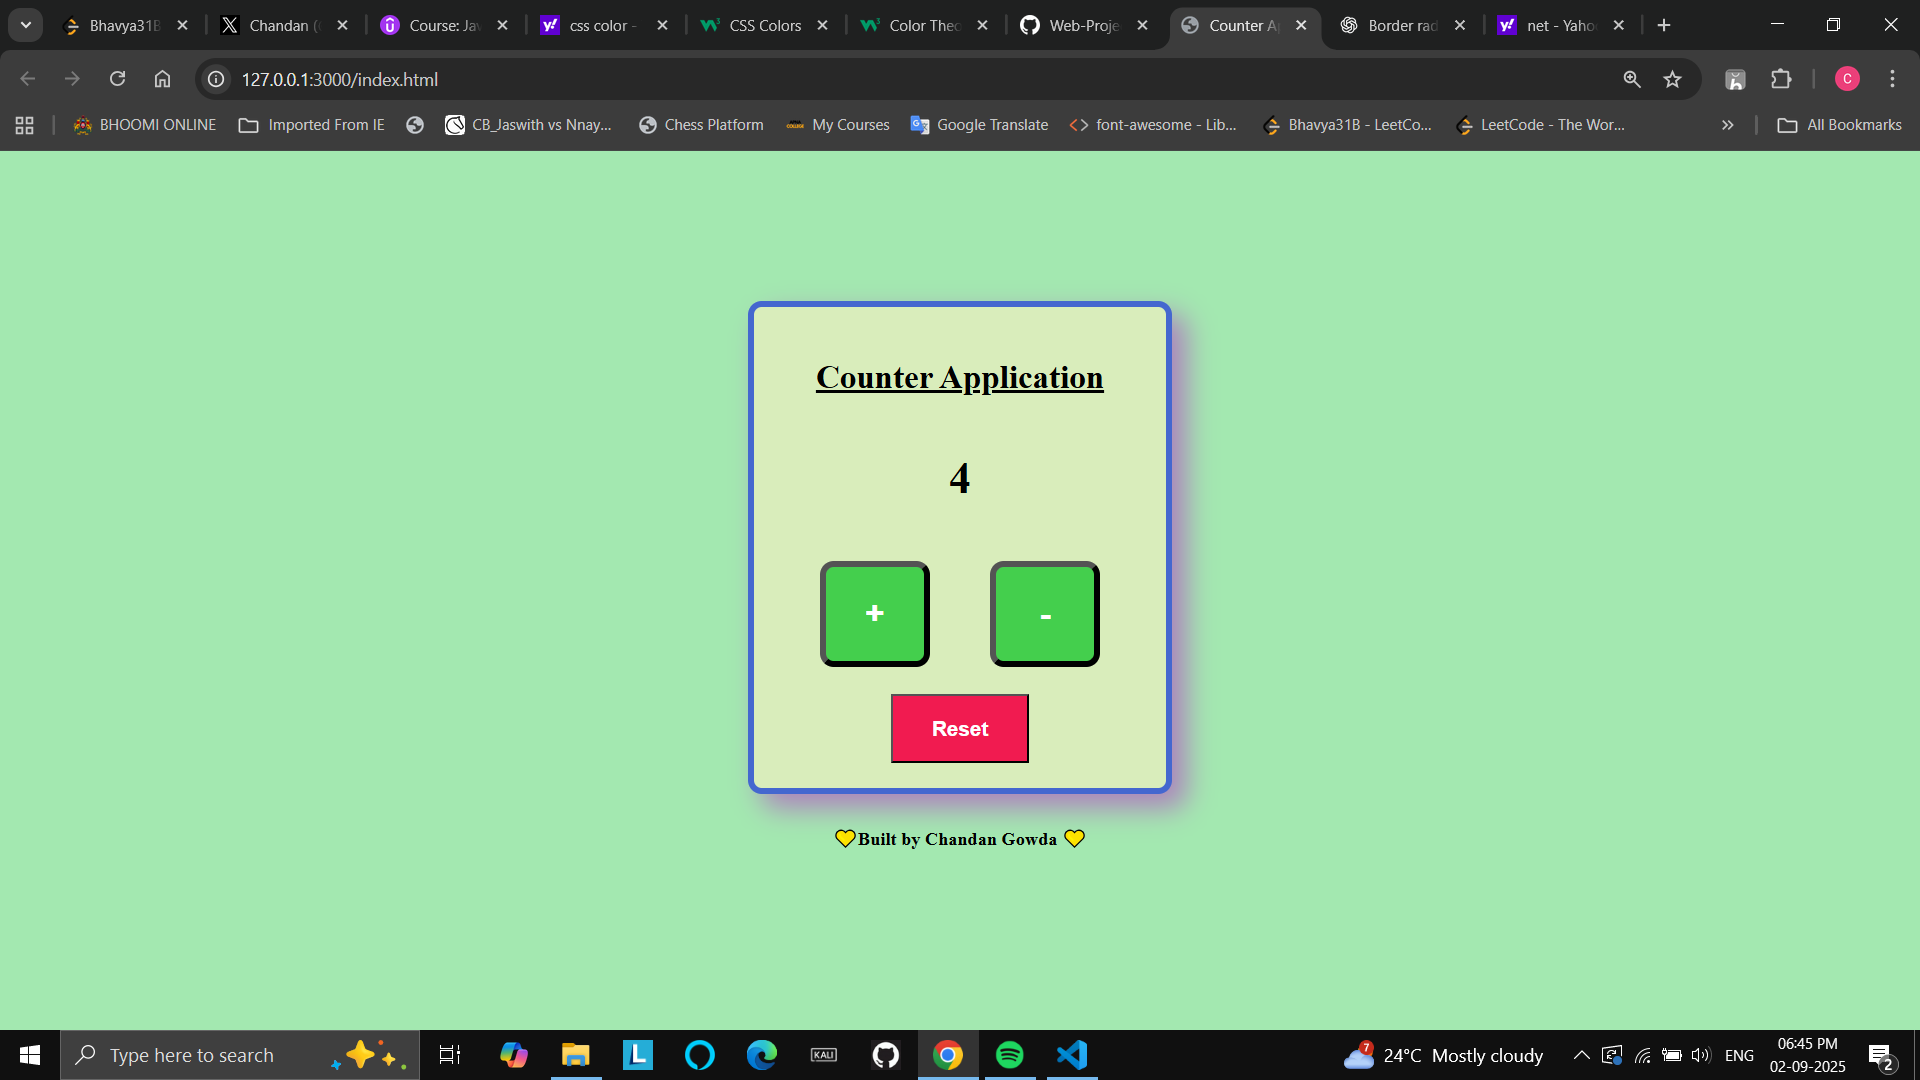 Bhavya31B
Chandan (
Course: Jav
css color -
CSS Colors
Color Theo
Web-Proje
Counter A
Border rad
net - Yaho
127.0.0.1:3000/index.html
C
BHOOMI ONLINE
Imported From IE
CB_Jaswith vs Nnay...
Chess Platform
My Courses
Google Translate
font-awesome - Lib...
Bhavya31B - LeetCo...
LeetCode - The Wor...
All Bookmarks
Counter Application
4
+ -
Reset
Built by Chandan Gowda
Type here to search
L
KALI
7
24°C Mostly cloudy
ENG
06:45 PM
02-09-2025
2